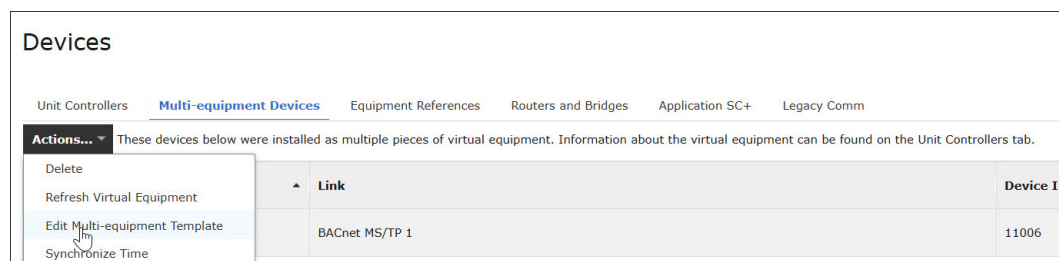 Devices
Unit Controllers Multi-equipment Devices Equipment References Routers and Bridges Application SC+ Legacy Comm
Actions... These devices below were installed as multiple pieces of virtual equipment. Information about the virtual equipment can be found on the Unit Controllers tab.
Delete
Refresh Virtual Equipment
Link Device I
Edit Multi-equipment Template
BACnet MS/TP 1 11006
Synchronize Time